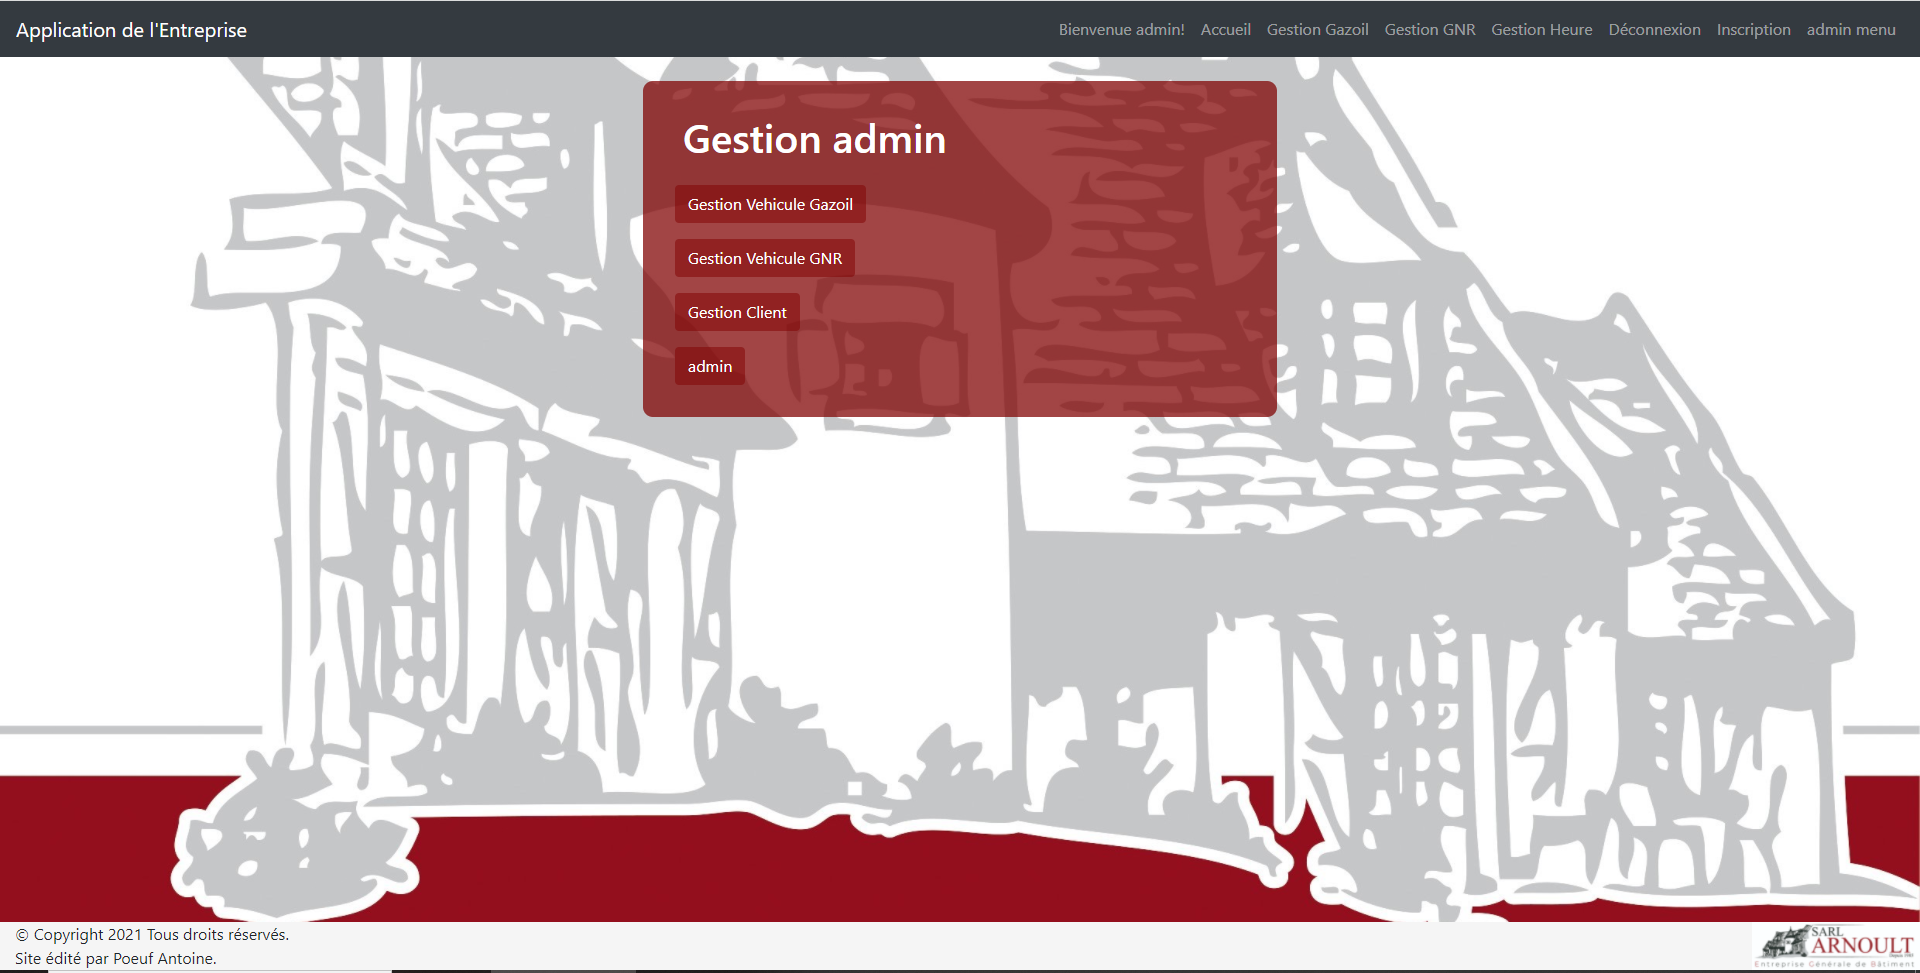 Application de l'Entreprise
Bienvenue admin! Accueil Gestion Gazoil Gestion GNR Gestion Heure Déconnexion Inscription admin menu
Gestion admin
Gestion Vehicule Gazoil
Gestion Vehicule GNR
Gestion Client
admin
© Copyright 2021 Tous droits réservés.
Site édité par Poeuf Antoine.
SARL
ARNOULT
Entreprise Générale de Bâtiment